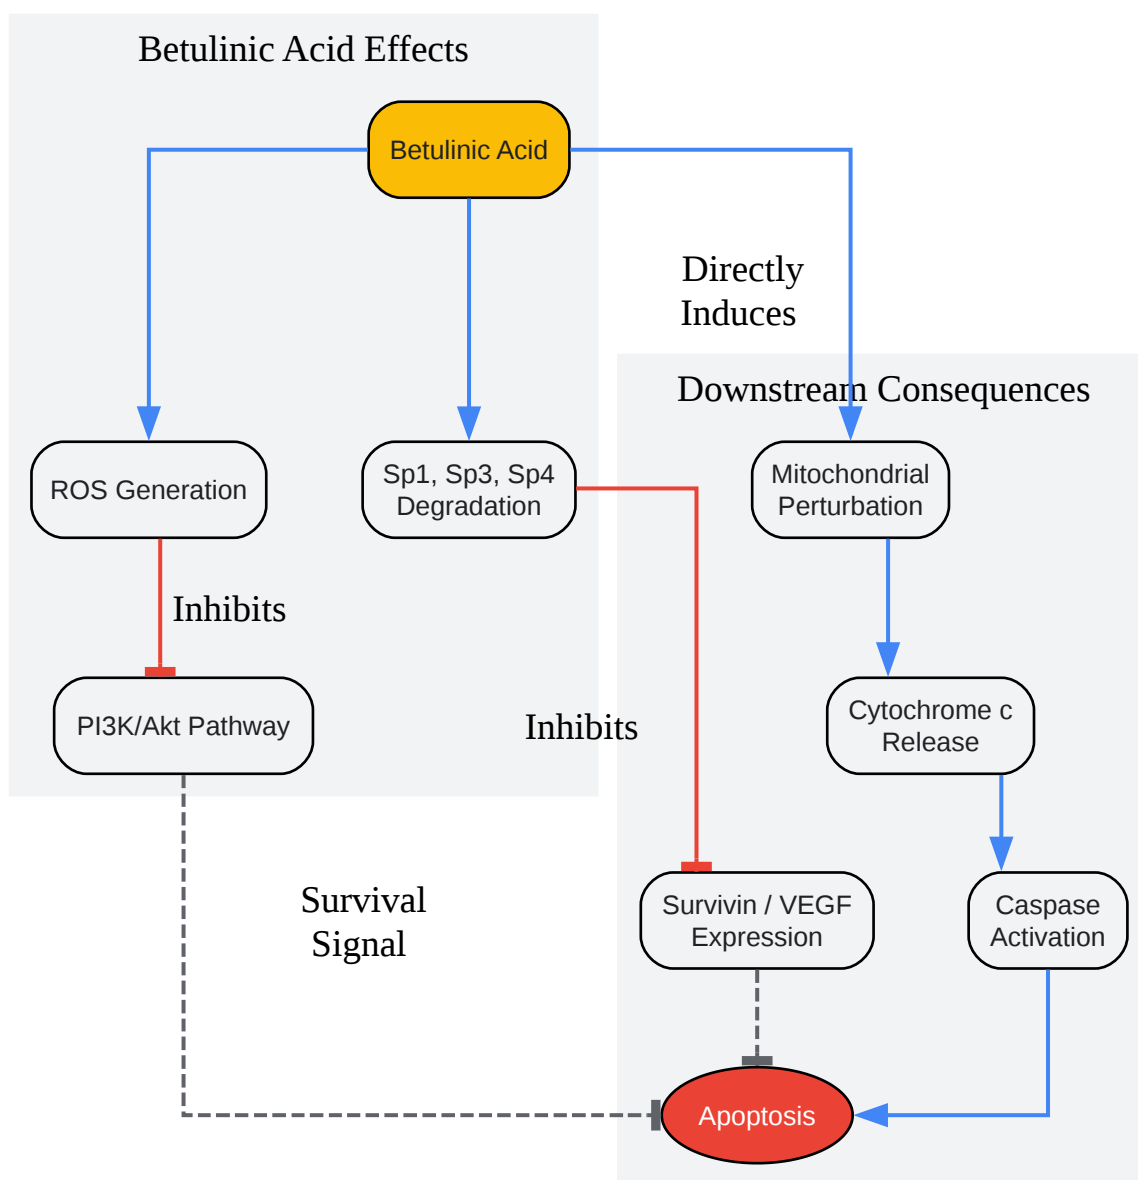 Betulinic Acid Effects
Betulinic Acid
Directly
Induces
Downstream Consequences
ROS Generation
Sp1, Sp3, Sp4
Degradation
Mitochondrial
Perturbation
Inhibits
PI3K/Akt Pathway
Inhibits
Cytochrome c
Release
Survival
Signal
Survivin / VEGF
Expression
Caspase
Activation
Apoptosis